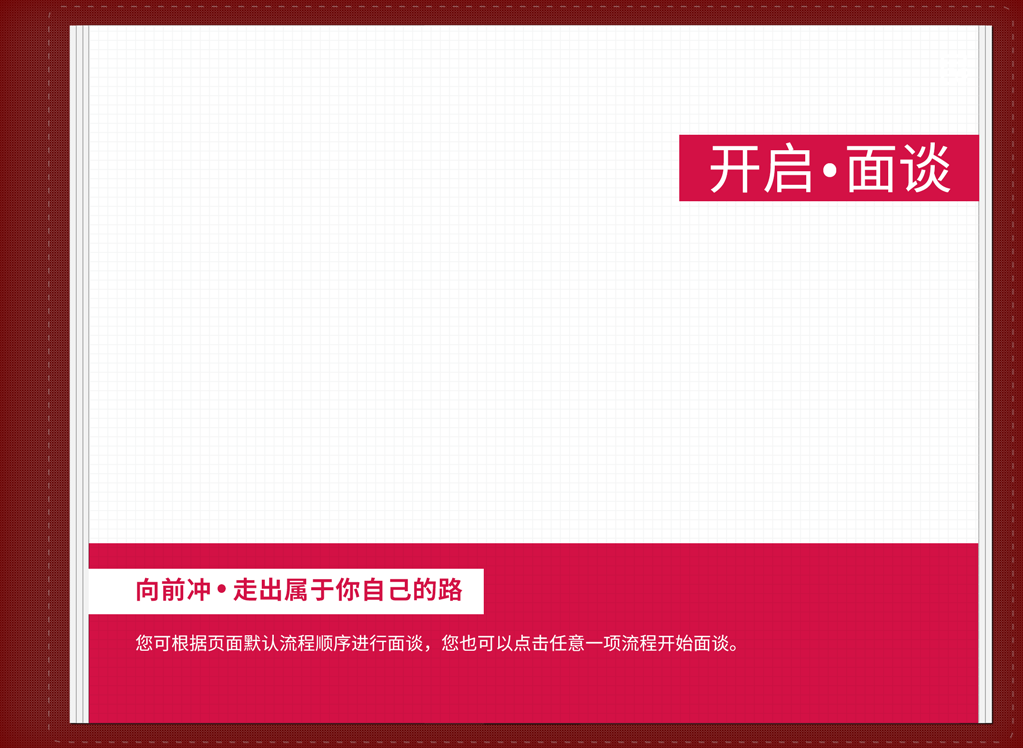 开启•面谈
向前冲•走出属于你自己的路
您可根据页面默认流程顺序进行面谈，您也可以点击任意一项流程开始面谈。